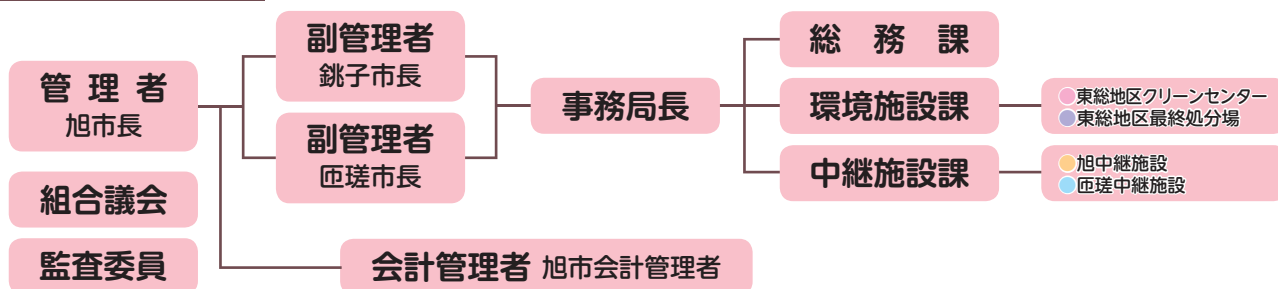 管理者
旭市長
組合議会
監査委員
副管理者
銚子市長
副管理者
匝瑳市長
会計管理者 旭市会計管理者
事務局長
総務課
環境施設課
中継施設課
東総地区クリーンセンター
東総地区最終処分場
旭中継施設
匝瑳中継施設